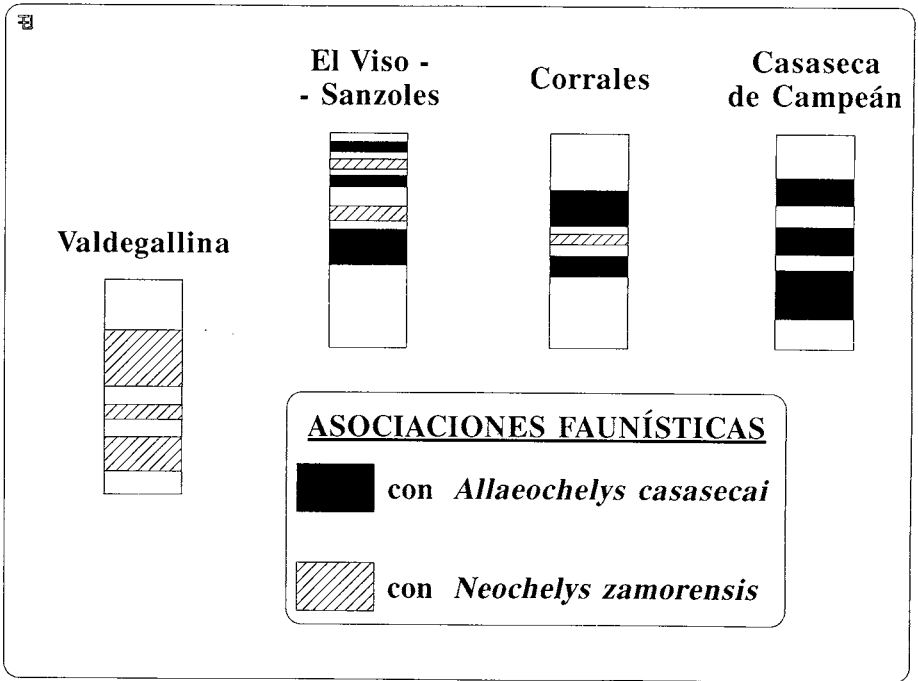 El Viso -
- Sanzoles
Corrales
Casaseca
de Campeán
Valdegallina
ASOCIACIONES FAUNÍSTICAS
con Allaeochelys casasecai
con Neochelys zamorensis